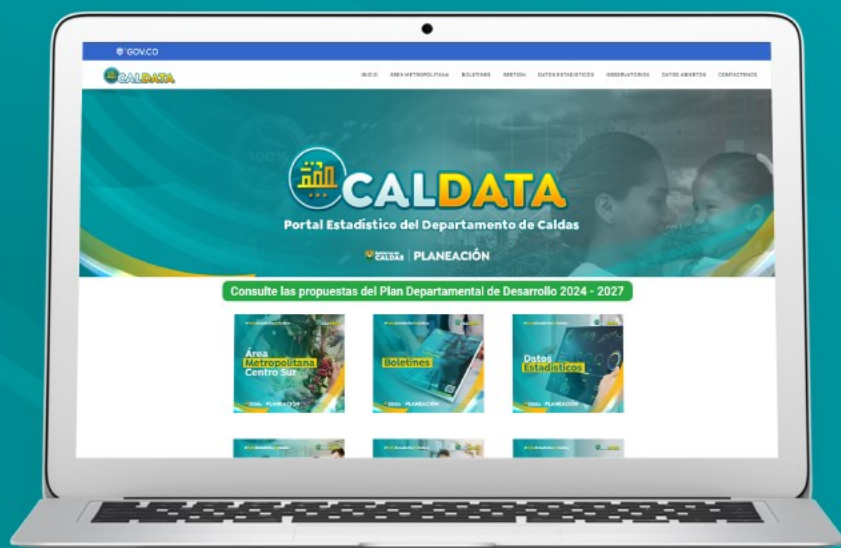 GOV.CO
CALDATA
INICIO ÁREA METROPOLITANA BOLETINES GESTIÓN DATOS ESTADÍSTICOS OBSERVATORIOS DATOS ABIERTOS CONTÁCTENOS
100%
CALDATA
Portal Estadístico del Departamento de Caldas
CALDAS | PLANEACIÓN
Consulte las propuestas del Plan Departamental de Desarrollo 2024 - 2027
Área
Metropolitana
Centro Sur
PLANEACIÓN
Boletines
PLANEACIÓN
Datos
Estadísticos
PLANEACIÓN